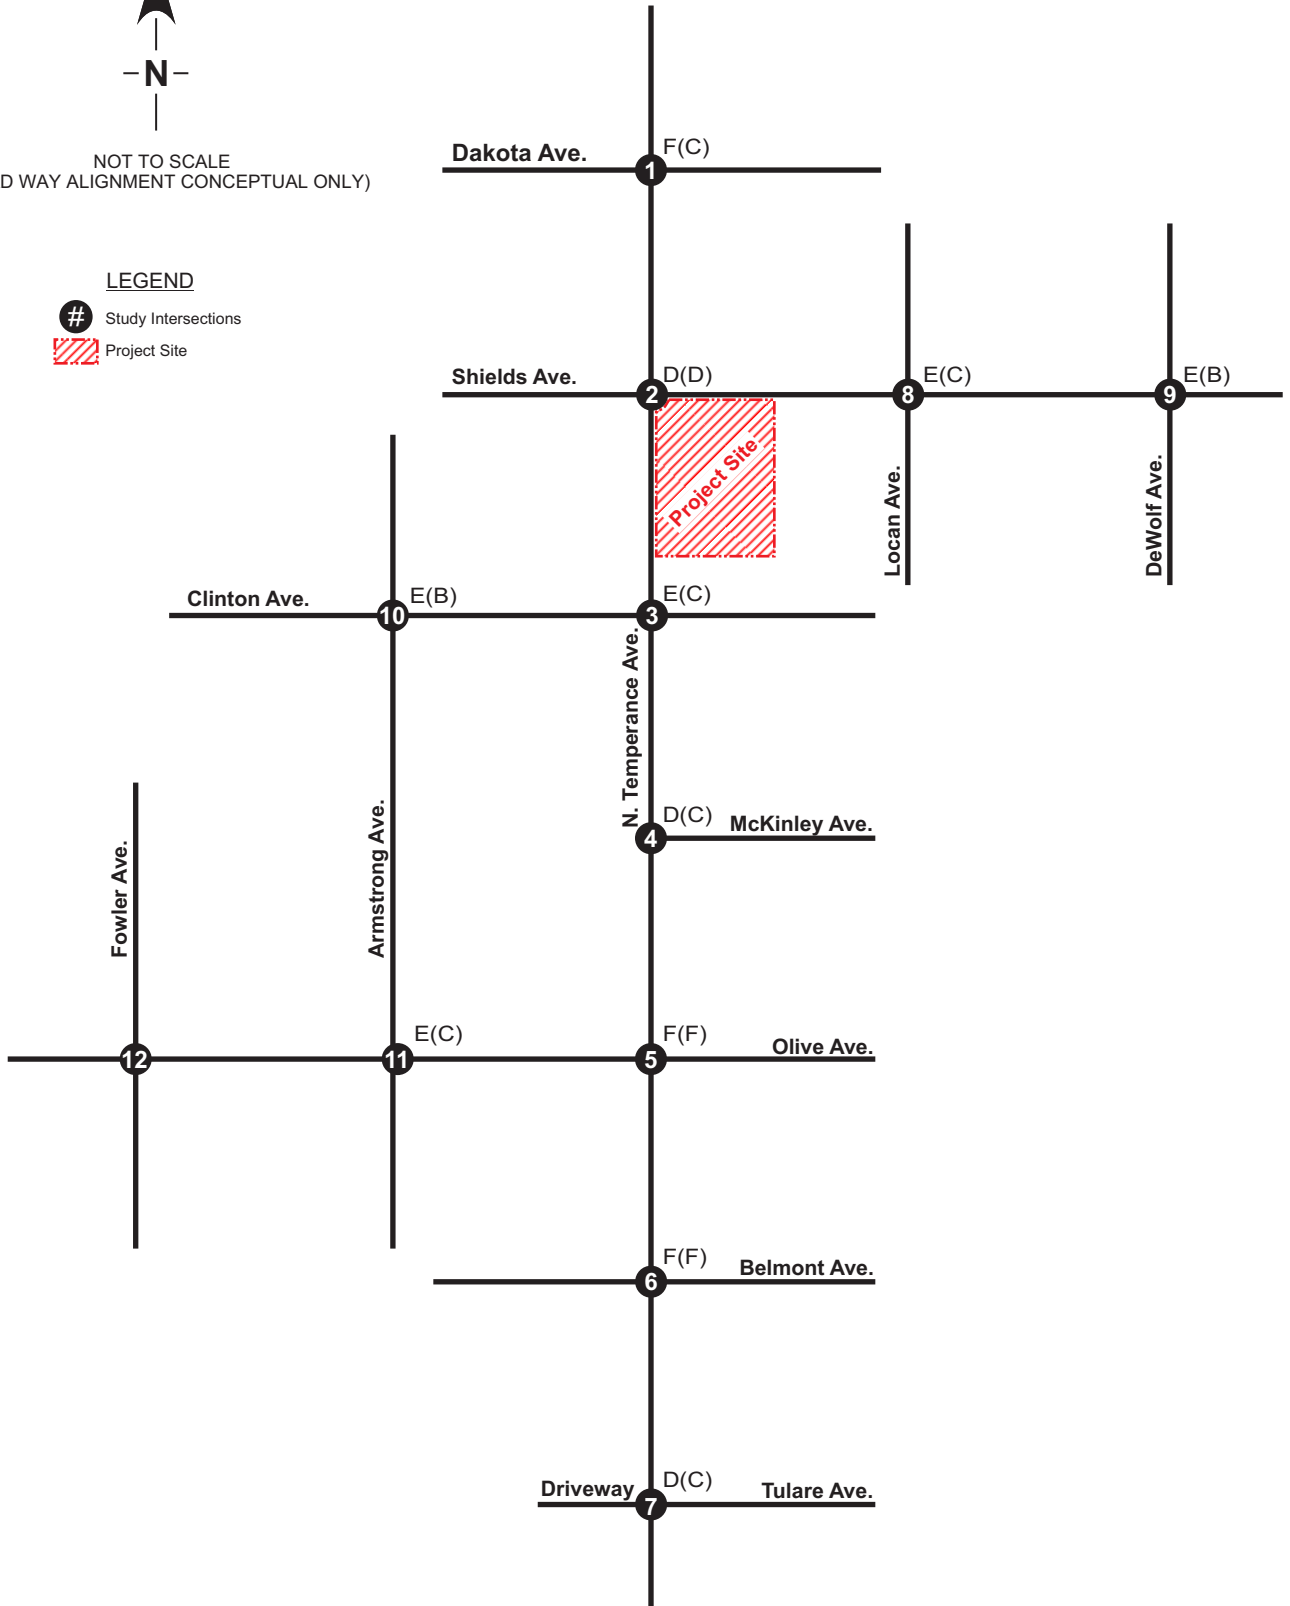 N
NOT TO SCALE
D WAY ALIGNMENT CONCEPTUAL ONLY)
LEGEND
# Study Intersections
Project Site
Dakota Ave.
F(C)
1
Shields Ave.
D(D)
2
E(C)
8
E(B)
9
Project Site
Locan Ave.
DeWolf Ave.
Clinton Ave.
E(B)
10
E(C)
3
N. Temperance Ave.
D(C)
4
McKinley Ave.
Fowler Ave.
Armstrong Ave.
12
E(C)
11
F(F)
5
Olive Ave.
F(F)
6
Belmont Ave.
Driveway
D(C)
7
Tulare Ave.